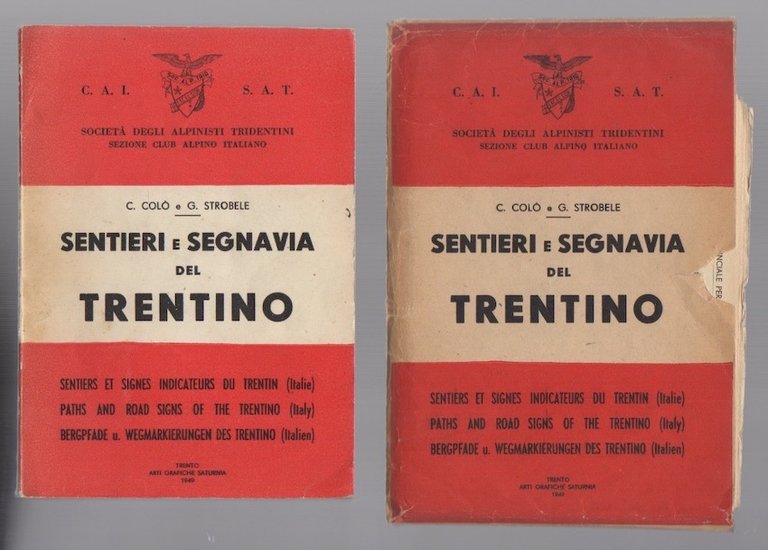 C. A. I. S. A. T.
SOCIETÀ DEGLI ALPINISTI TRIDENTINI
SEZIONE CLUB ALPINO ITALIANO
C. COLÒ e G. STROBELE
SENTIERI E SEGNAVIA
DEL
TRENTINO
SENTIERS ET SIGNES INDICATEURS DU TRENTIN (Italie)
PATHS AND ROAD SIGNS OF THE TRENTINO (Italy)
BERGPFADE u. WEGMARKIERUNGEN DES TRENTINO (Italien)
TRENTO
ARTI GRAFICHE SATURNIA
1949
C. A. I. S. A. T.
SOCIETÀ DEGLI ALPINISTI TRIDENTINI
SEZIONE CLUB ALPINO ITALIANO
C. COLÒ e G. STROBELE
SENTIERI E SEGNAVIA
DEL
TRENTINO
SENTIERS ET SIGNES INDICATEURS DU TRENTIN (Italie)
PATHS AND ROAD SIGNS OF THE TRENTINO (Italy)
BERGPFADE u. WEGMARKIERUNGEN DES TRENTINO (Italien)
TRENTO
ARTI GRAFICHE SATURNIA
1949
NCIALE PER